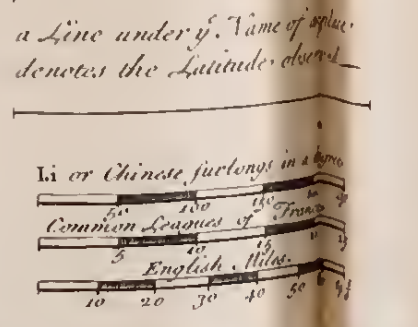 a Line under yᵉ. Name of a place
denotes the Latitude observed
Li or Chinese furlongs in a Degree
50 100 150
Common Leagues of France
5 10 15
English Miles.
10 20 30 40 50